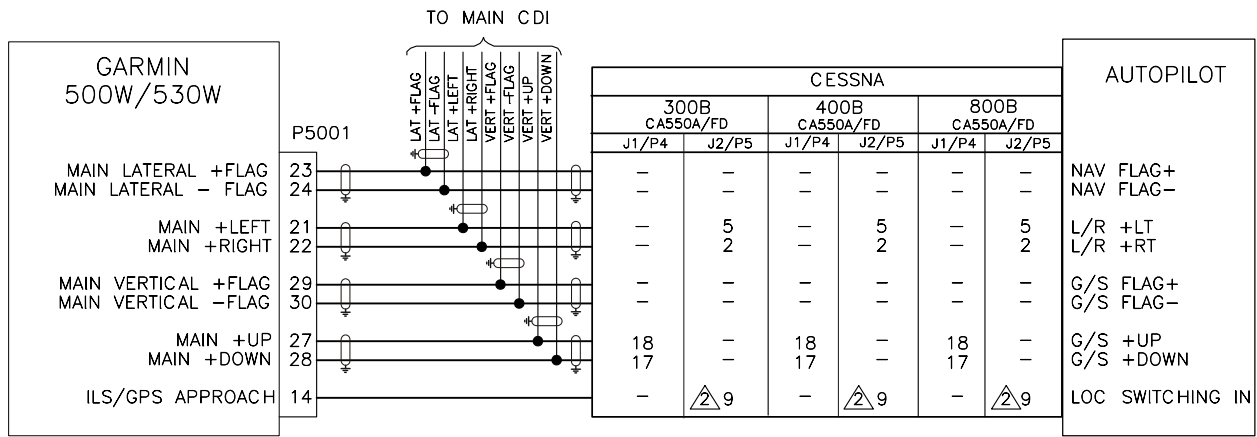 TO MAIN CDI
GARMIN
500W/530W
P5001
LAT +FLAG
LAT -FLAG
LAT +LEFT
LAT +RIGHT
VERT +FLAG
VERT -FLAG
VERT +UP
VERT +DOWN
CESSNA
300B 400B 800B
CA550A/FD CA550A/FD CA550A/FD
J1/P4 J2/P5 J1/P4 J2/P5 J1/P4 J2/P5
AUTOPILOT
MAIN LATERAL +FLAG 23 - - - - - - NAV FLAG+
MAIN LATERAL - FLAG 24 - - - - - - NAV FLAG-
MAIN +LEFT 21 - 5 - 5 - 5 L/R +LT
MAIN +RIGHT 22 - 2 - 2 - 2 L/R +RT
MAIN VERTICAL +FLAG 29 - - - - - - G/S FLAG+
MAIN VERTICAL -FLAG 30 - - - - - - G/S FLAG-
MAIN +UP 27 18 - 18 - 18 - G/S +UP
MAIN +DOWN 28 17 - 17 - 17 - G/S +DOWN
ILS/GPS APPROACH 14 - 2 9 - 2 9 - 2 9 LOC SWITCHING IN